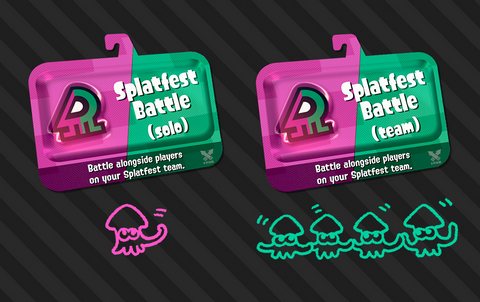 Splatfest
Battle
(solo)
Battle alongside players
on your Splatfest team.
Splatfest
Battle
(team)
Battle alongside players
on your Splatfest team.